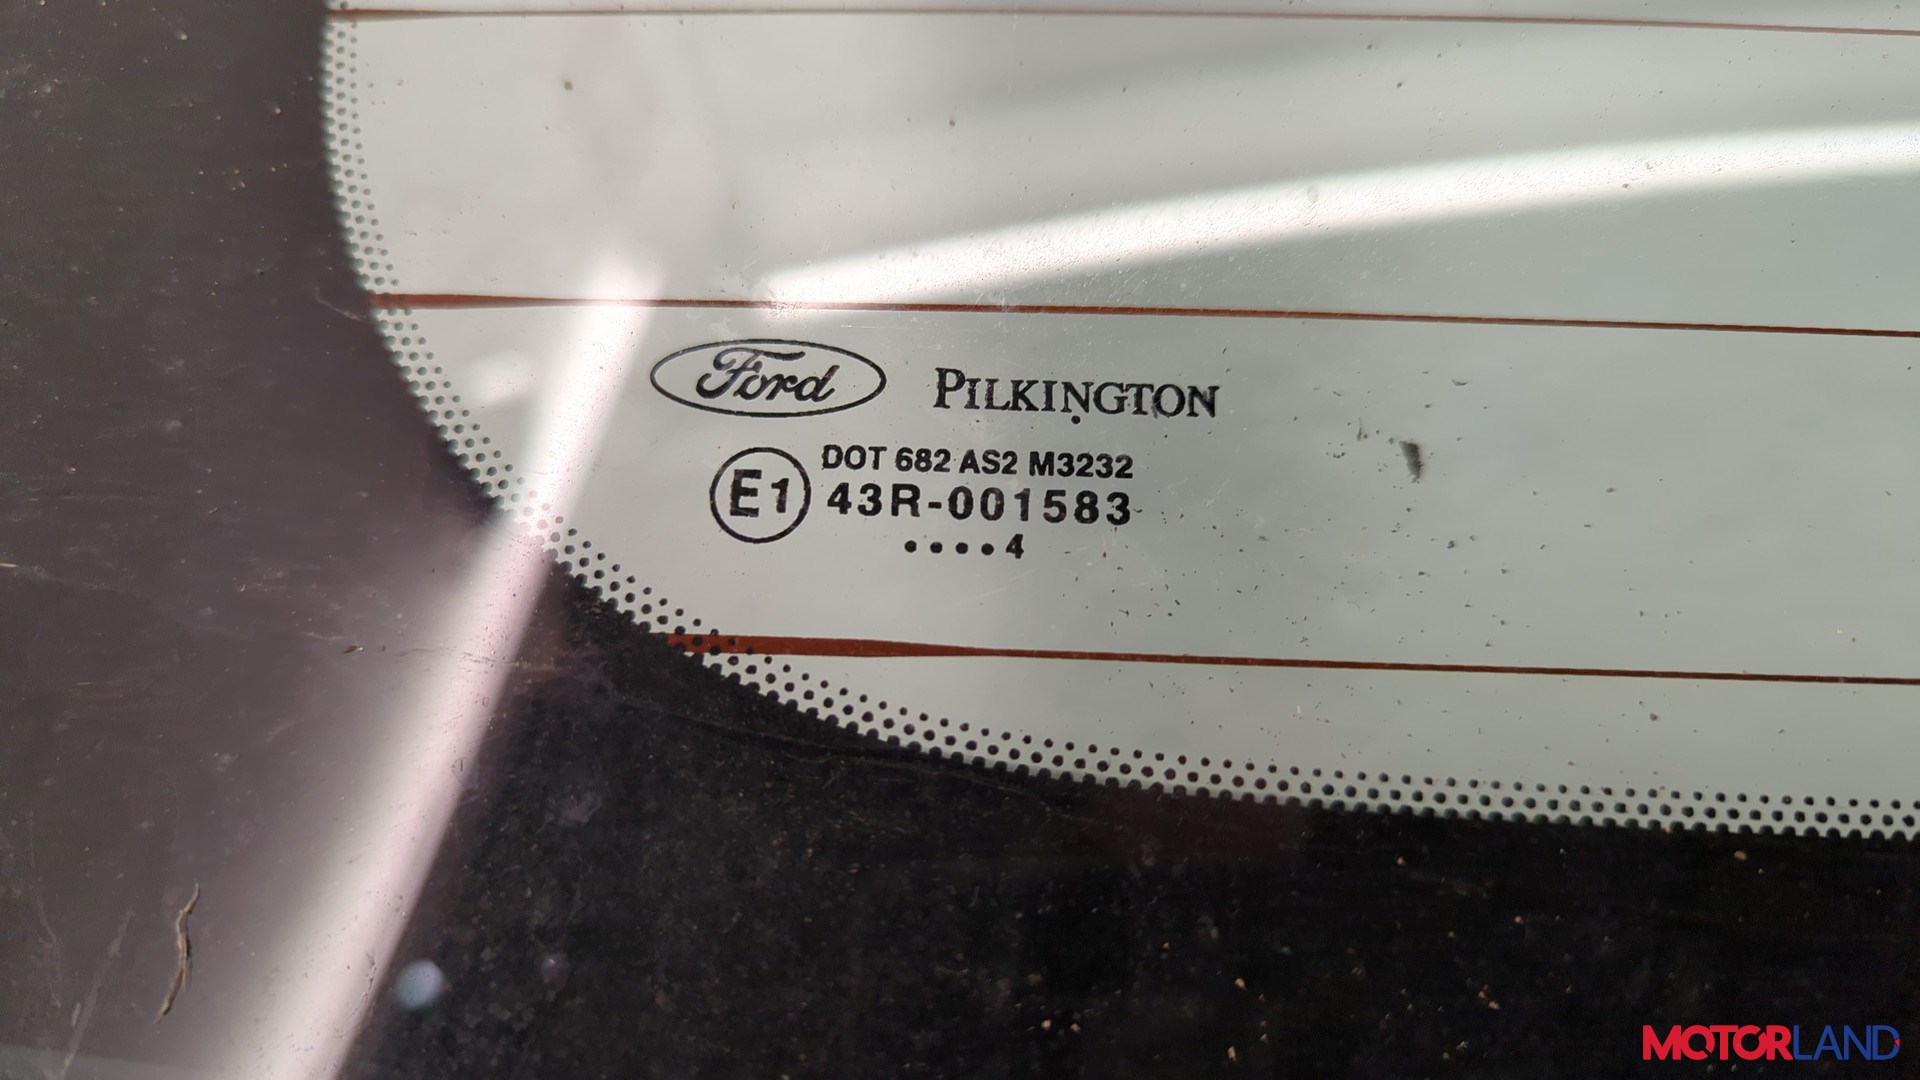 Ford PILKINGTON
DOT 682 AS2 M3232
E1 43R-001583
••••4
MOTORLAND